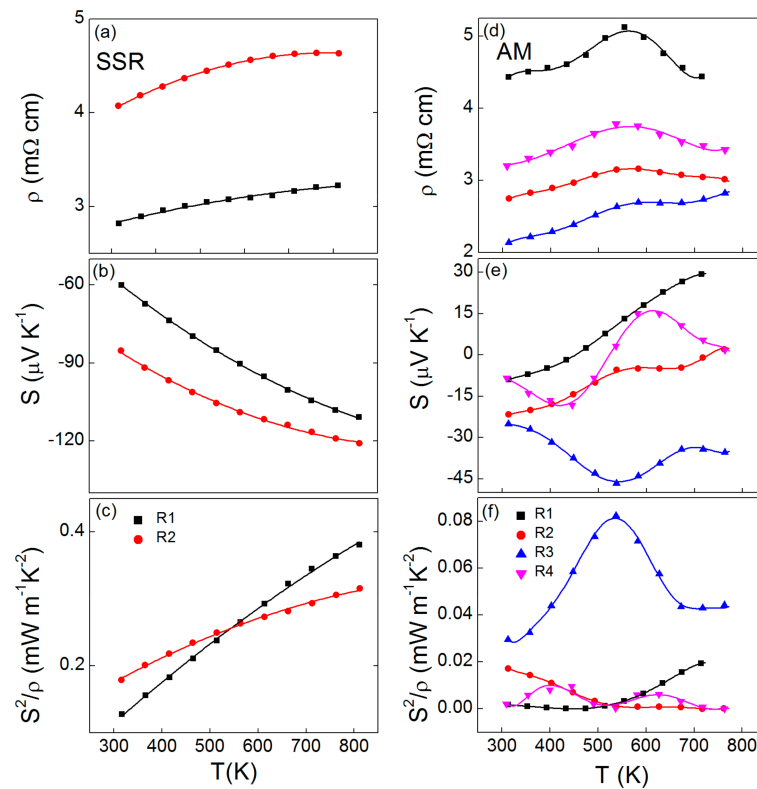 (a)
SSR
5
4
3
ρ (mΩ cm)
(b)
-60
-90
-120
S (μV K⁻¹)
(c)
R1
R2
0.4
0.2
S²/ρ (mW m⁻¹K⁻²)
300 400 500 600 700 800
T(K)
(d)
AM
5
4
3
2
ρ (mΩ cm)
(e)
30
15
0
-15
-30
-45
S (μV K⁻¹)
(f)
R1
R2
R3
R4
0.08
0.06
0.04
0.02
0.00
S²/ρ (mW m⁻¹K⁻²)
300 400 500 600 700 800
T (K)